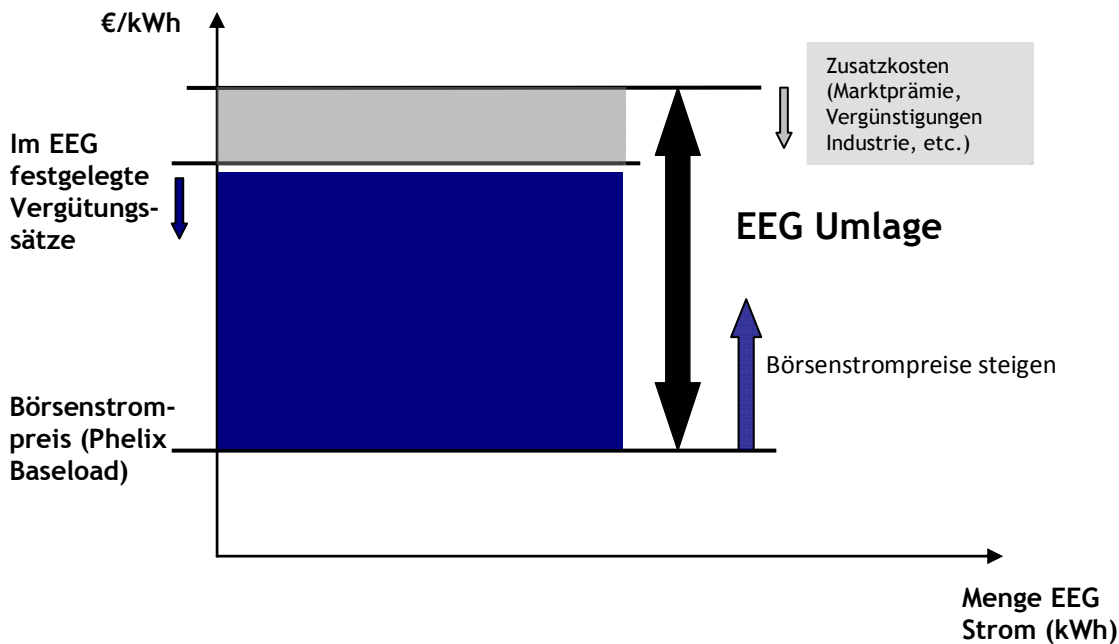 €/kWh
Zusatzkosten
(Marktprämie,
Vergünstigungen
Industrie, etc.)
Im EEG
festgelegte
Vergütungs-
sätze
EEG Umlage
Börsenstrompreise steigen
Börsenstrom-
preis (Phelix
Baseload)
Menge EEG
Strom (kWh)